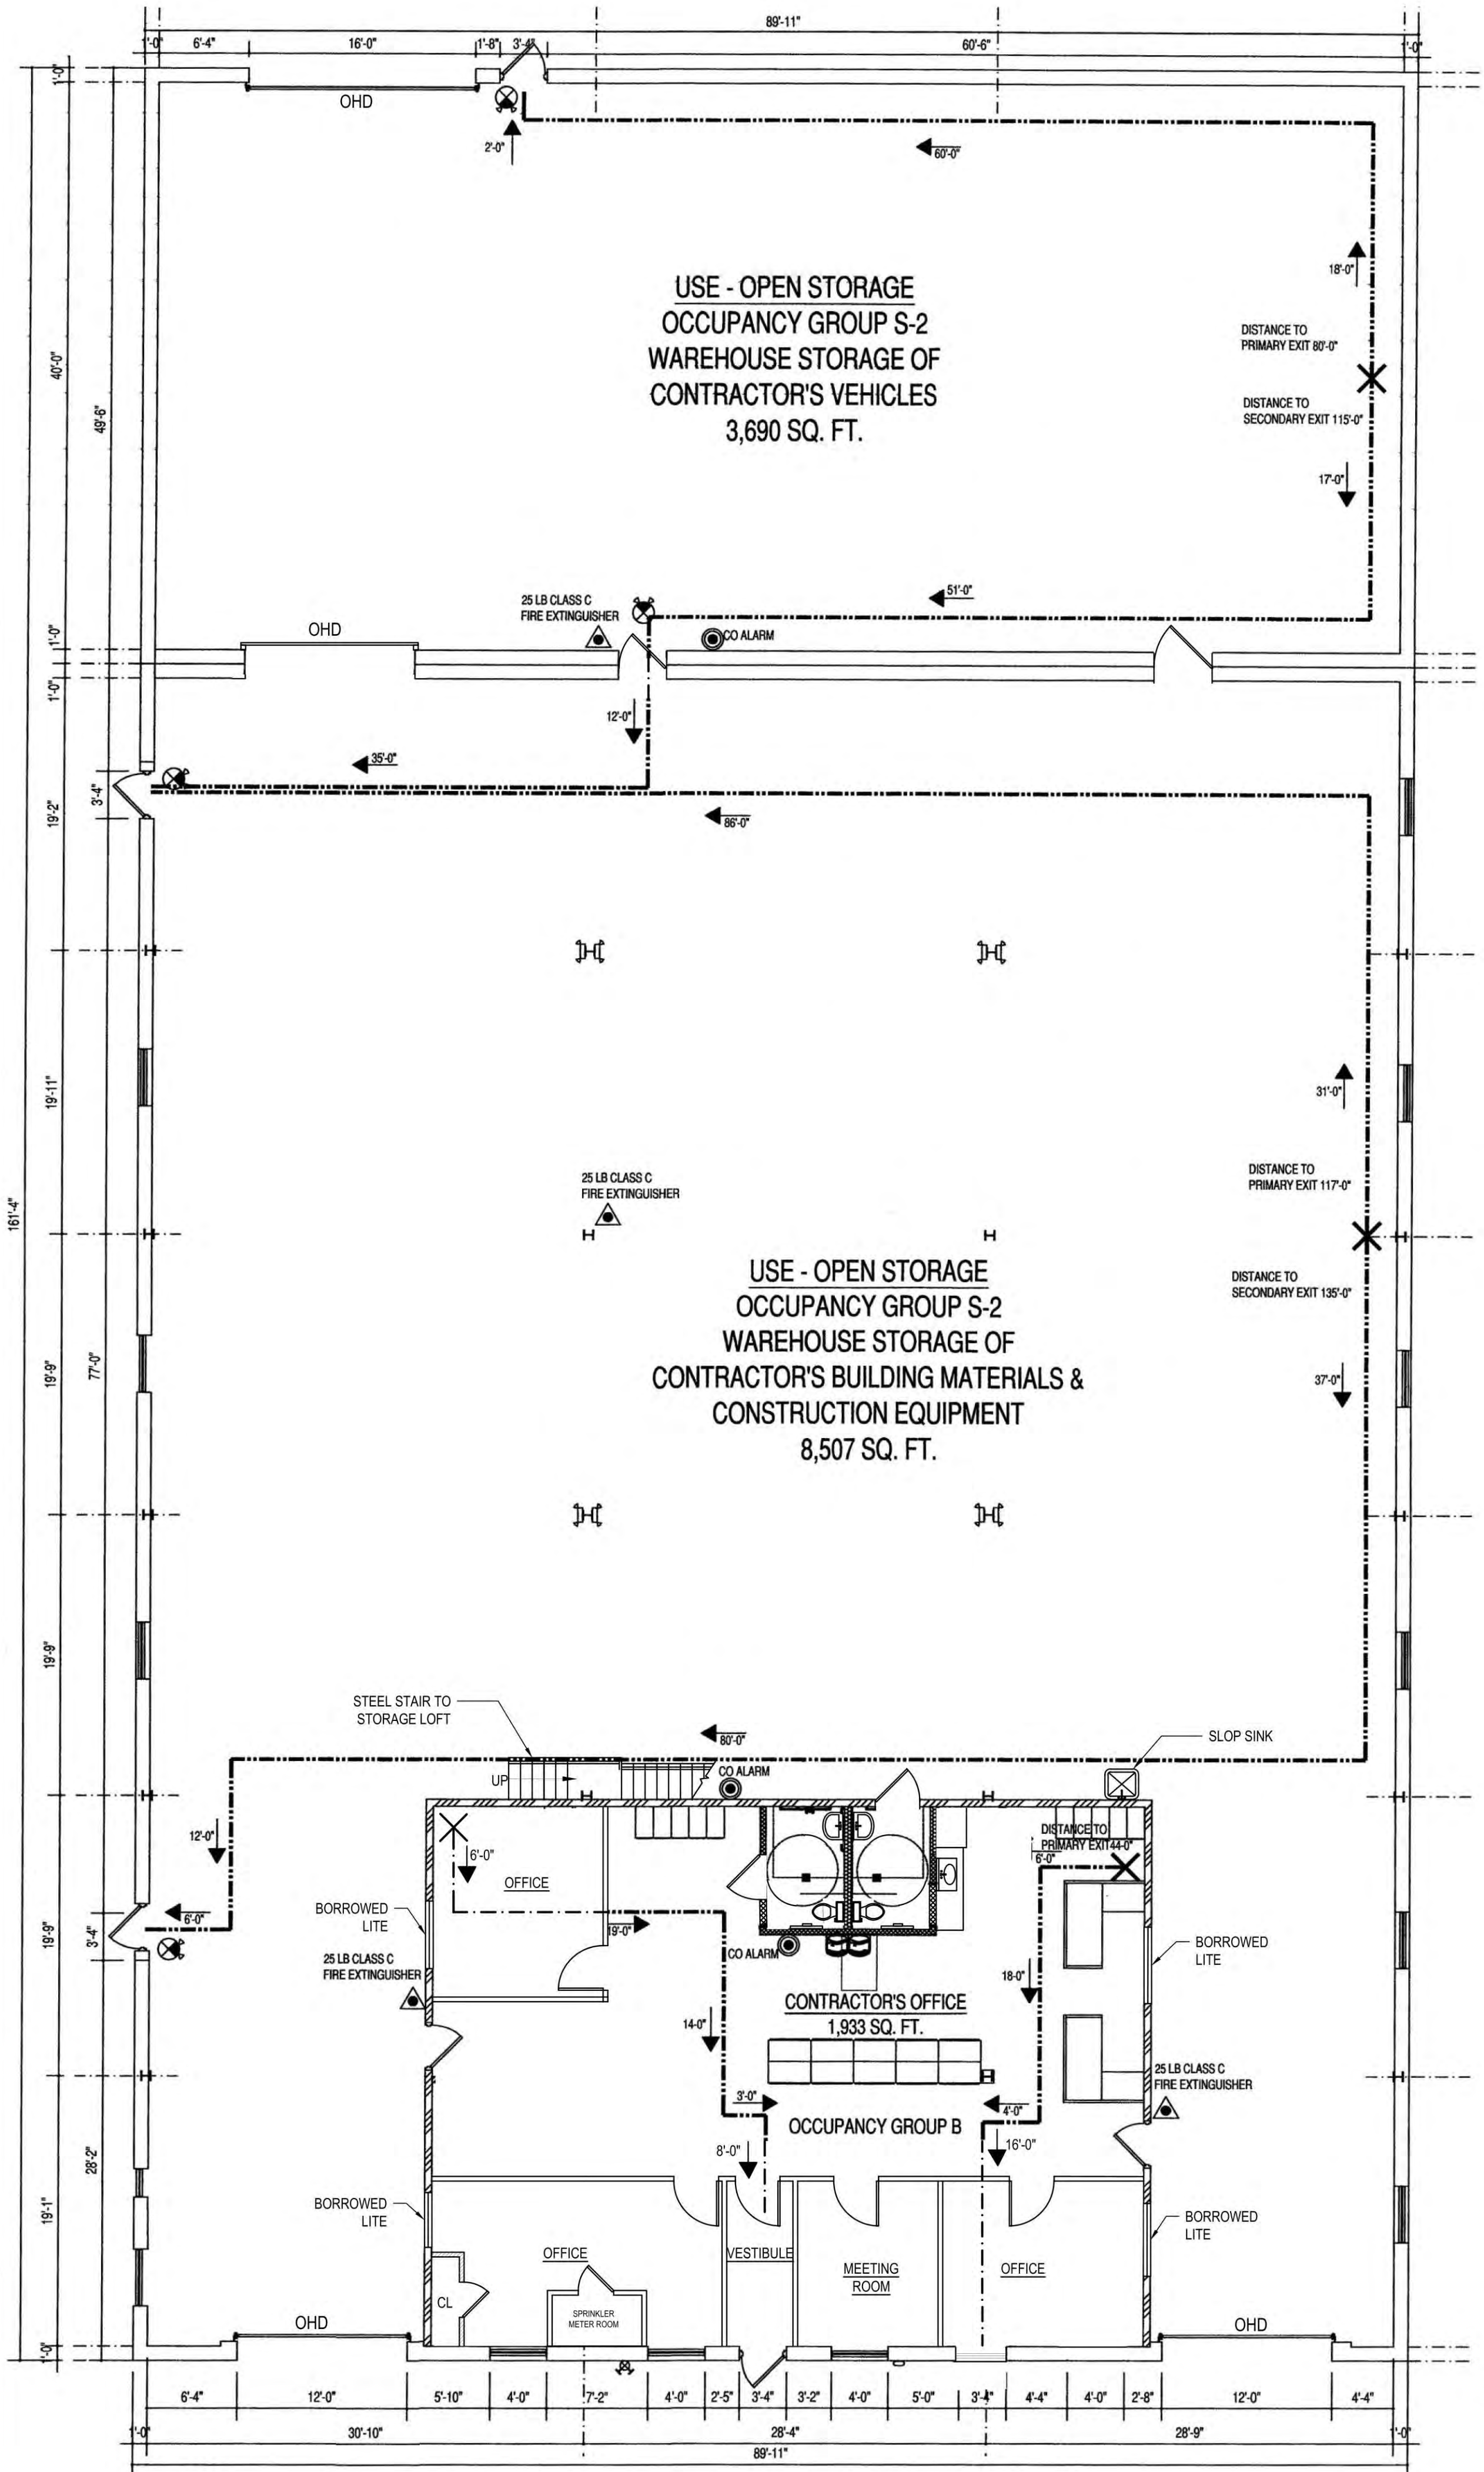 89'-11"
1'-0"
6'-4"
16'-0"
1'-8"
3'-4"
60'-6"
1'-0"
1'-0"
OHD
2'-0"
60'-0"
USE - OPEN STORAGE
OCCUPANCY GROUP S-2
WAREHOUSE STORAGE OF
CONTRACTOR'S VEHICLES
3,690 SQ. FT.
18'-0"
DISTANCE TO
PRIMARY EXIT 80'-0"
DISTANCE TO
SECONDARY EXIT 115'-0"
17'-0"
40'-0"
49'-6"
25 LB CLASS C
FIRE EXTINGUISHER
51'-0"
OHD
CO ALARM
1'-0"
1'-0"
12'-0"
35'-0"
3'-4"
19'-2"
86'-0"
19'-11"
31'-0"
25 LB CLASS C
FIRE EXTINGUISHER
DISTANCE TO
PRIMARY EXIT 117'-0"
161'-4"
USE - OPEN STORAGE
OCCUPANCY GROUP S-2
WAREHOUSE STORAGE OF
CONTRACTOR'S BUILDING MATERIALS &
CONSTRUCTION EQUIPMENT
8,507 SQ. FT.
DISTANCE TO
SECONDARY EXIT 135'-0"
19'-9"
77'-0"
37'-0"
19'-9"
STEEL STAIR TO
STORAGE LOFT
80'-0"
SLOP SINK
UP
CO ALARM
12'-0"
6'-0"
OFFICE
DISTANCE TO
PRIMARY EXIT 44-0"
6'-0"
BORROWED
LITE
6'-0"
19'-0"
19'-9"
3'-4"
25 LB CLASS C
FIRE EXTINGUISHER
CO ALARM
BORROWED
LITE
18-0"
CONTRACTOR'S OFFICE
1,933 SQ. FT.
14-0"
25 LB CLASS C
FIRE EXTINGUISHER
3'-0"
4'-0"
OCCUPANCY GROUP B
8'-0"
16'-0"
28'-2"
19'-1"
BORROWED
LITE
BORROWED
LITE
OFFICE
VESTIBULE
MEETING
ROOM
OFFICE
CL
SPRINKLER
METER ROOM
OHD
OHD
1'-0"
6'-4"
12'-0"
5'-10"
4'-0"
7'-2"
4'-0"
2'-5"
3'-4"
3'-2"
4'-0"
5'-0"
3'-4"
4'-4"
4'-0"
2'-8"
12'-0"
4'-4"
1'-0"
30'-10"
28'-4"
28'-9"
1'-0"
89'-11"